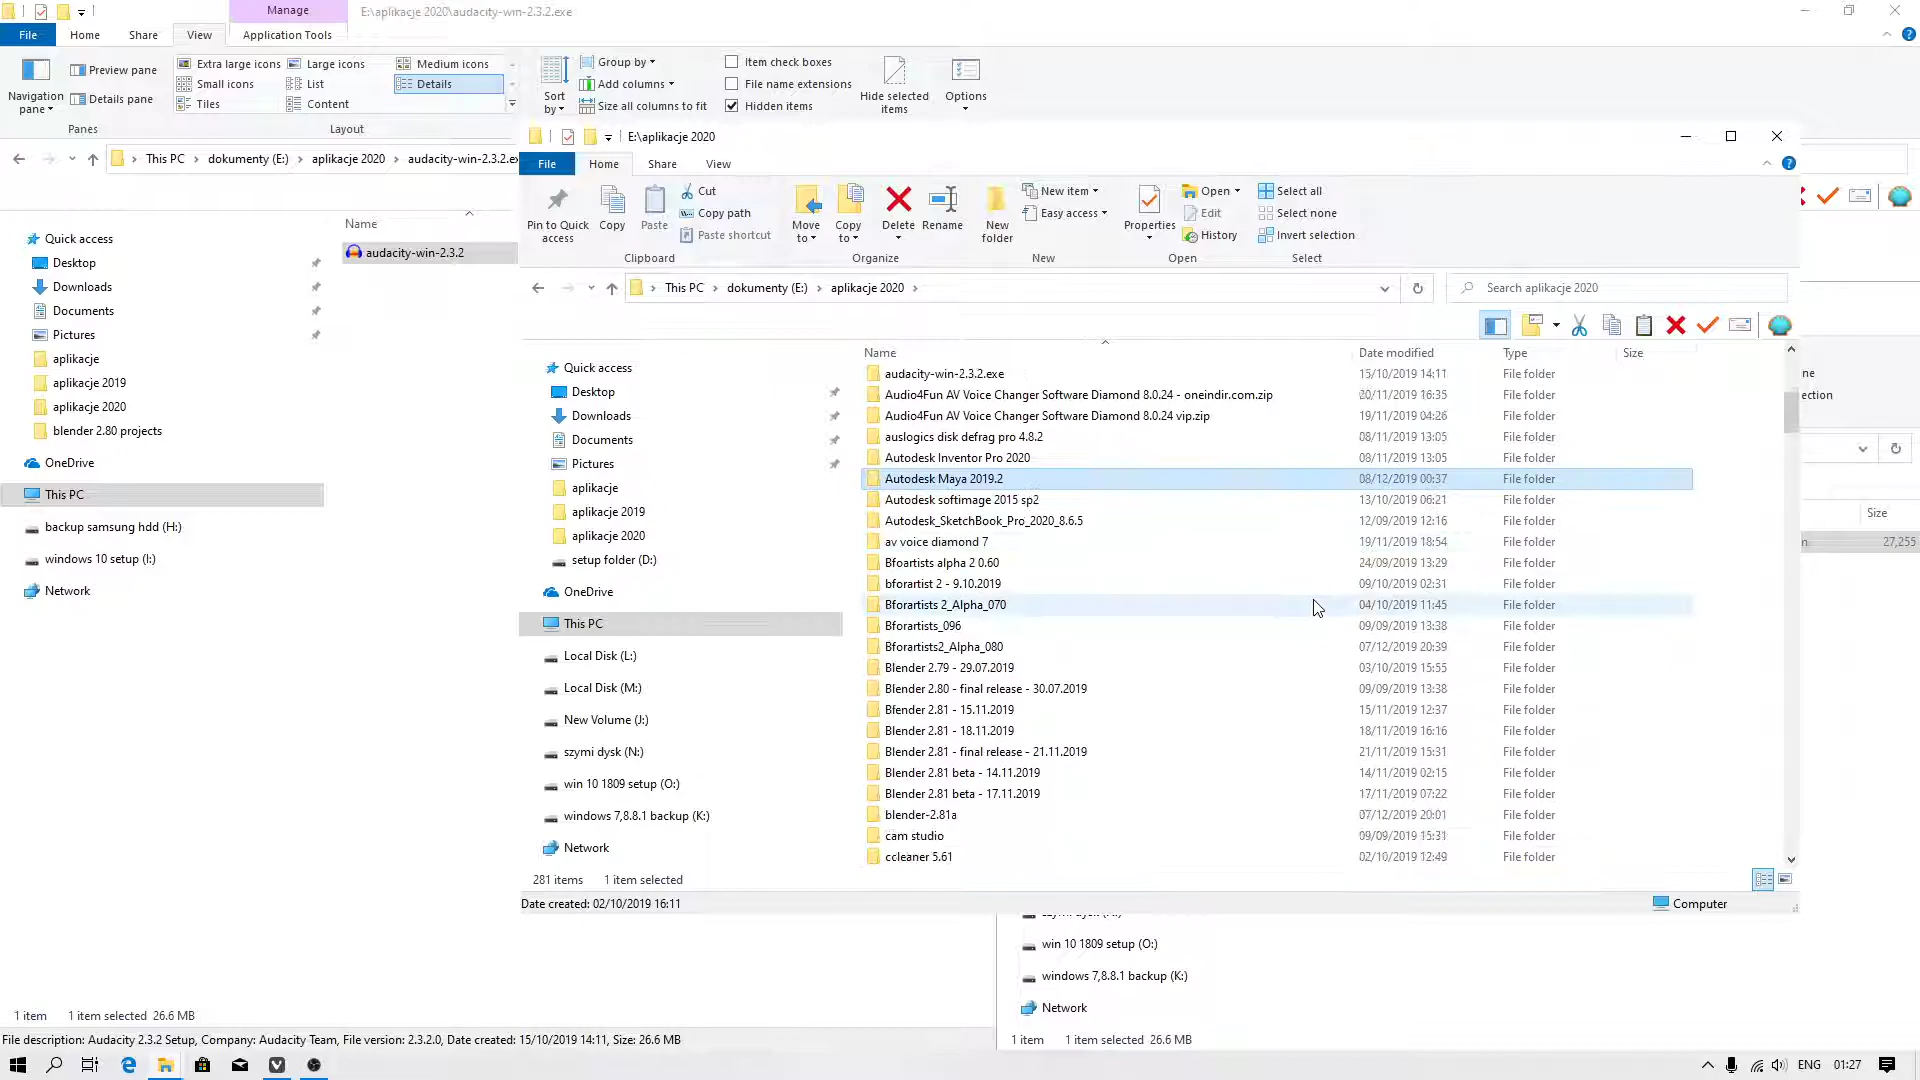 Manage
E:\aplikacje 2020\audacity-win-2.3.2.exe
File Home Share View Application Tools
Navigation pane
Preview pane
Details pane
Panes
Extra large icons Large icons Medium icons
Small icons List Details
Tiles Content
Layout
Sort by
Group by
Add columns
Size all columns to fit
Item check boxes
File name extensions
Hidden items
Hide selected items
Options
This PC dokumenty (E:) aplikacje 2020 audacity-win-2.3.2.ex
Name
audacity-win-2.3.2
Quick access
Desktop
Downloads
Documents
Pictures
aplikacje
aplikacje 2019
aplikacje 2020
blender 2.80 projects
OneDrive
This PC
backup samsung hdd (H:)
windows 10 setup (I:)
Network
1 item 1 item selected 26.6 MB
File description: Audacity 2.3.2 Setup, Company: Audacity Team, File version: 2.3.2.0, Date created: 15/10/2019 14:11, Size: 26.6 MB
E:\aplikacje 2020
File Home Share View
Pin to Quick access
Copy
Paste
Cut
Copy path
Paste shortcut
Clipboard
Move to
Copy to
Delete
Rename
Organize
New folder
New item
Easy access
New
Properties
Open
Edit
History
Open
Select all
Select none
Invert selection
Select
This PC dokumenty (E:) aplikacje 2020
Search aplikacje 2020
Quick access
Desktop
Downloads
Documents
Pictures
aplikacje
aplikacje 2019
aplikacje 2020
setup folder (D:)
OneDrive
This PC
Local Disk (L:)
Local Disk (M:)
New Volume (J:)
szymi dysk (N:)
win 10 1809 setup (O:)
windows 7,8.8.1 backup (K:)
Network
Name Date modified Type Size
audacity-win-2.3.2.exe 15/10/2019 14:11 File folder
Audio4Fun AV Voice Changer Software Diamond 8.0.24 - oneindir.com.zip 20/11/2019 16:35 File folder
Audio4Fun AV Voice Changer Software Diamond 8.0.24 vip.zip 19/11/2019 04:26 File folder
auslogics disk defrag pro 4.8.2 08/11/2019 13:05 File folder
Autodesk Inventor Pro 2020 08/11/2019 13:05 File folder
Autodesk Maya 2019.2 08/12/2019 00:37 File folder
Autodesk softimage 2015 sp2 13/10/2019 06:21 File folder
Autodesk_SketchBook_Pro_2020_8.6.5 12/09/2019 12:16 File folder
av voice diamond 7 19/11/2019 18:54 File folder
Bfoartists alpha 2 0.60 24/09/2019 13:29 File folder
bforartist 2 - 9.10.2019 09/10/2019 02:31 File folder
Bforartists 2_Alpha_070 04/10/2019 11:45 File folder
Bforartists_096 09/09/2019 13:38 File folder
Bforartists2_Alpha_080 07/12/2019 20:39 File folder
Blender 2.79 - 29.07.2019 03/10/2019 15:55 File folder
Blender 2.80 - final release - 30.07.2019 09/09/2019 13:38 File folder
Bfender 2.81 - 15.11.2019 15/11/2019 12:37 File folder
Blender 2.81 - 18.11.2019 18/11/2019 16:16 File folder
Blender 2.81 - final release - 21.11.2019 21/11/2019 15:31 File folder
Blender 2.81 beta - 14.11.2019 14/11/2019 02:15 File folder
Blender 2.81 beta - 17.11.2019 17/11/2019 07:22 File folder
blender-2.81a 07/12/2019 20:01 File folder
cam studio 09/09/2019 15:31 File folder
ccleaner 5.61 02/10/2019 12:49 File folder
281 items 1 item selected
Date created: 02/10/2019 16:11
Computer
ne
ection
Size
27,255
win 10 1809 setup (O:)
windows 7,8.8.1 backup (K:)
Network
1 item 1 item selected 26.6 MB
ENG 01:27